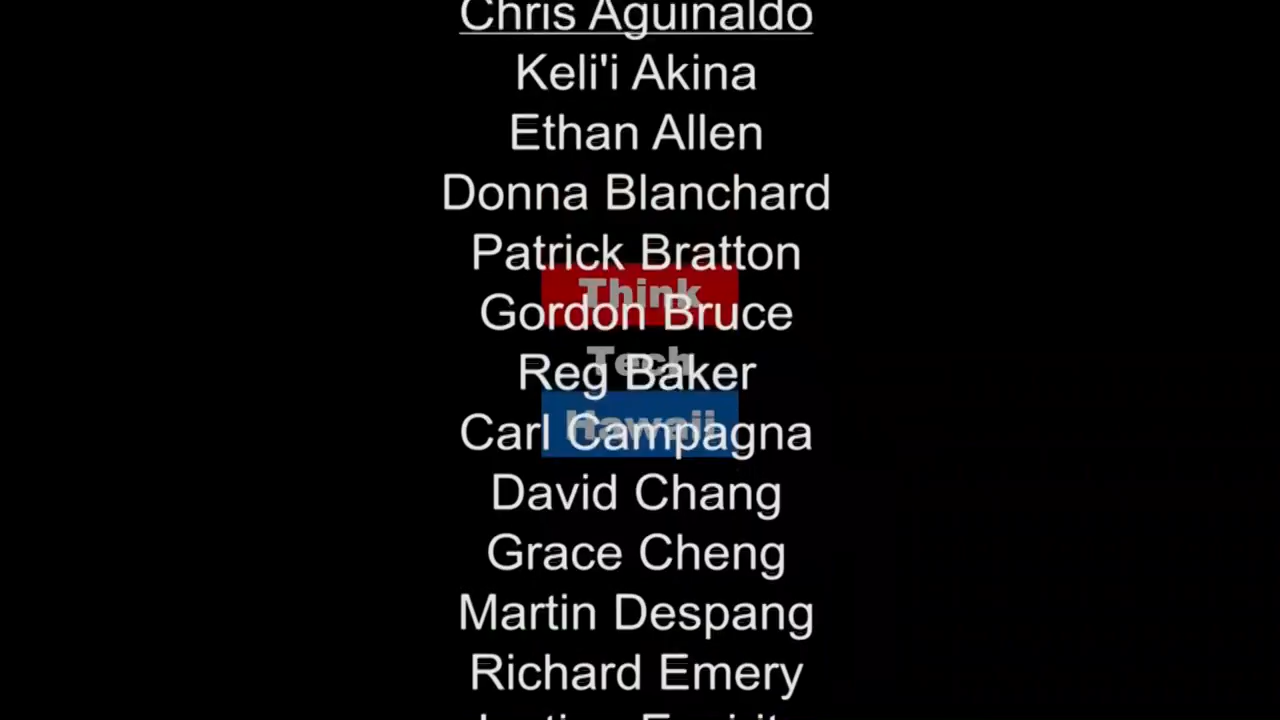 Chris Aguinaldo
Keli'i Akina
Ethan Allen
Donna Blanchard
Patrick Bratton
Think
Gordon Bruce
Tech
Reg Baker
Hawaii
Carl Campagna
David Chang
Grace Cheng
Martin Despang
Richard Emery